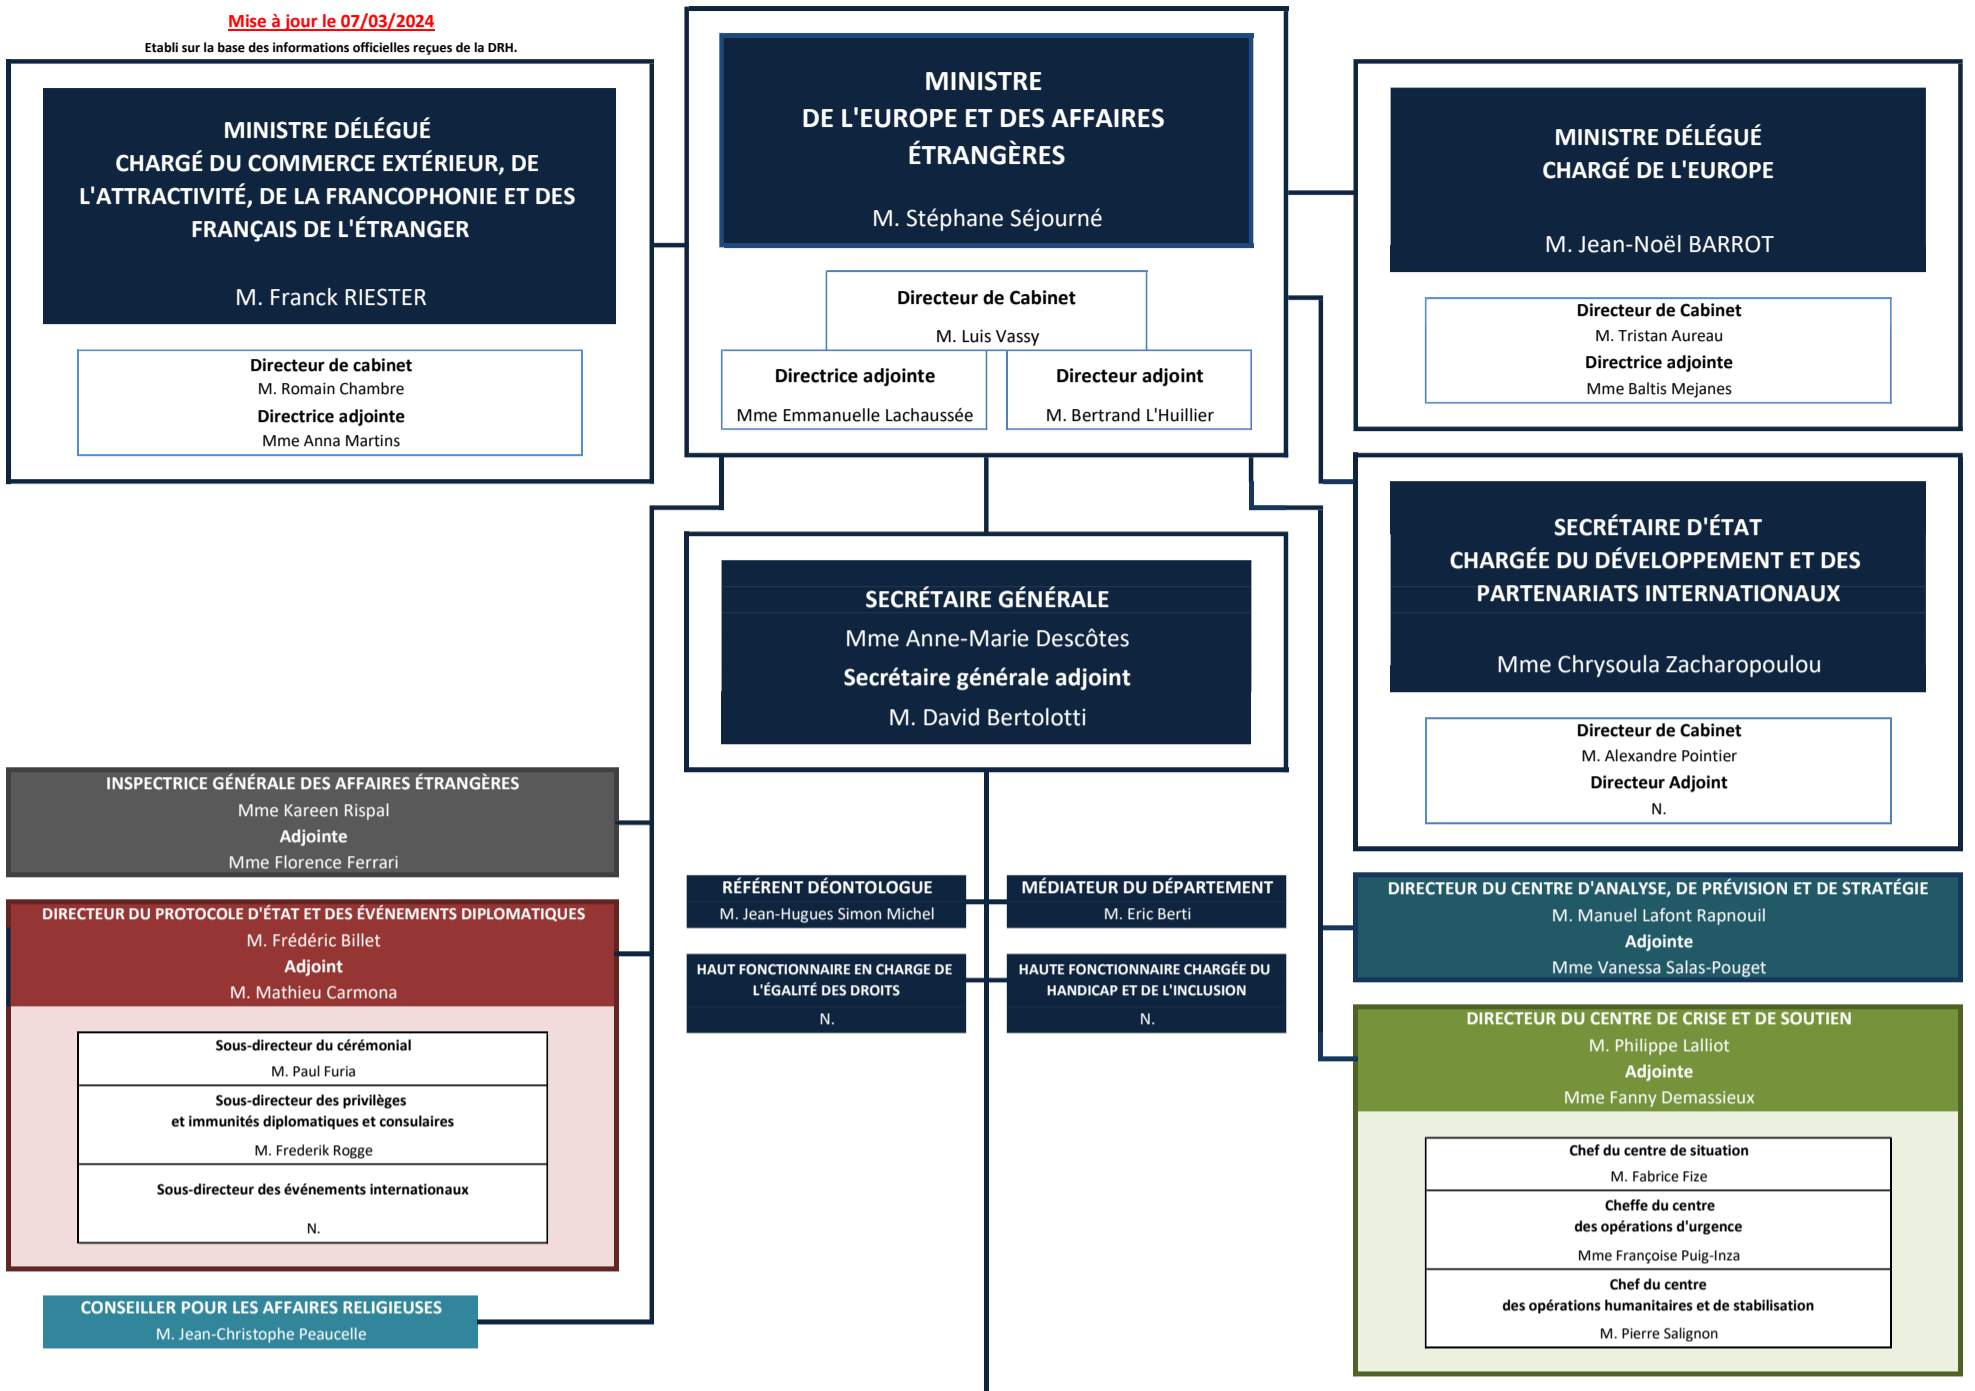 Mise à jour le 07/03/2024
Etabli sur la base des informations officielles reçues de la DRH.
MINISTRE DÉLÉGUÉ
CHARGÉ DU COMMERCE EXTÉRIEUR, DE
L'ATTRACTIVITÉ, DE LA FRANCOPHONIE ET DES
FRANÇAIS DE L'ÉTRANGER
M. Franck RIESTER
Directeur de cabinet
M. Romain Chambre
Directrice adjointe
Mme Anna Martins
MINISTRE
DE L'EUROPE ET DES AFFAIRES
ÉTRANGÈRES
M. Stéphane Séjourné
Directeur de Cabinet
M. Luis Vassy
Directrice adjointe
Mme Emmanuelle Lachaussée
Directeur adjoint
M. Bertrand L'Huillier
MINISTRE DÉLÉGUÉ
CHARGÉ DE L'EUROPE
M. Jean-Noël BARROT
Directeur de Cabinet
M. Tristan Aureau
Directrice adjointe
Mme Baltis Mejanes
SECRÉTAIRE GÉNÉRALE
Mme Anne-Marie Descôtes
Secrétaire générale adjoint
M. David Bertolotti
SECRÉTAIRE D'ÉTAT
CHARGÉE DU DÉVELOPPEMENT ET DES
PARTENARIATS INTERNATIONAUX
Mme Chrysoula Zacharopoulou
Directeur de Cabinet
M. Alexandre Pointier
Directeur Adjoint
N.
INSPECTRICE GÉNÉRALE DES AFFAIRES ÉTRANGÈRES
Mme Kareen Rispal
Adjointe
Mme Florence Ferrari
DIRECTEUR DU PROTOCOLE D'ÉTAT ET DES ÉVÉNEMENTS DIPLOMATIQUES
M. Frédéric Billet
Adjoint
M. Mathieu Carmona
Sous-directeur du cérémonial
M. Paul Furia
Sous-directeur des privilèges
et immunités diplomatiques et consulaires
M. Frederik Rogge
Sous-directeur des événements internationaux
N.
CONSEILLER POUR LES AFFAIRES RELIGIEUSES
M. Jean-Christophe Peaucelle
RÉFÉRENT DÉONTOLOGUE
M. Jean-Hugues Simon Michel
MÉDIATEUR DU DÉPARTEMENT
M. Eric Berti
HAUT FONCTIONNAIRE EN CHARGE DE
L'ÉGALITÉ DES DROITS
N.
HAUTE FONCTIONNAIRE CHARGÉE DU
HANDICAP ET DE L'INCLUSION
N.
DIRECTEUR DU CENTRE D'ANALYSE, DE PRÉVISION ET DE STRATÉGIE
M. Manuel Lafont Rapnouil
Adjointe
Mme Vanessa Salas-Pouget
DIRECTEUR DU CENTRE DE CRISE ET DE SOUTIEN
M. Philippe Lalliot
Adjointe
Mme Fanny Demassieux
Chef du centre de situation
M. Fabrice Fize
Cheffe du centre
des opérations d'urgence
Mme Françoise Puig-Inza
Chef du centre
des opérations humanitaires et de stabilisation
M. Pierre Salignon